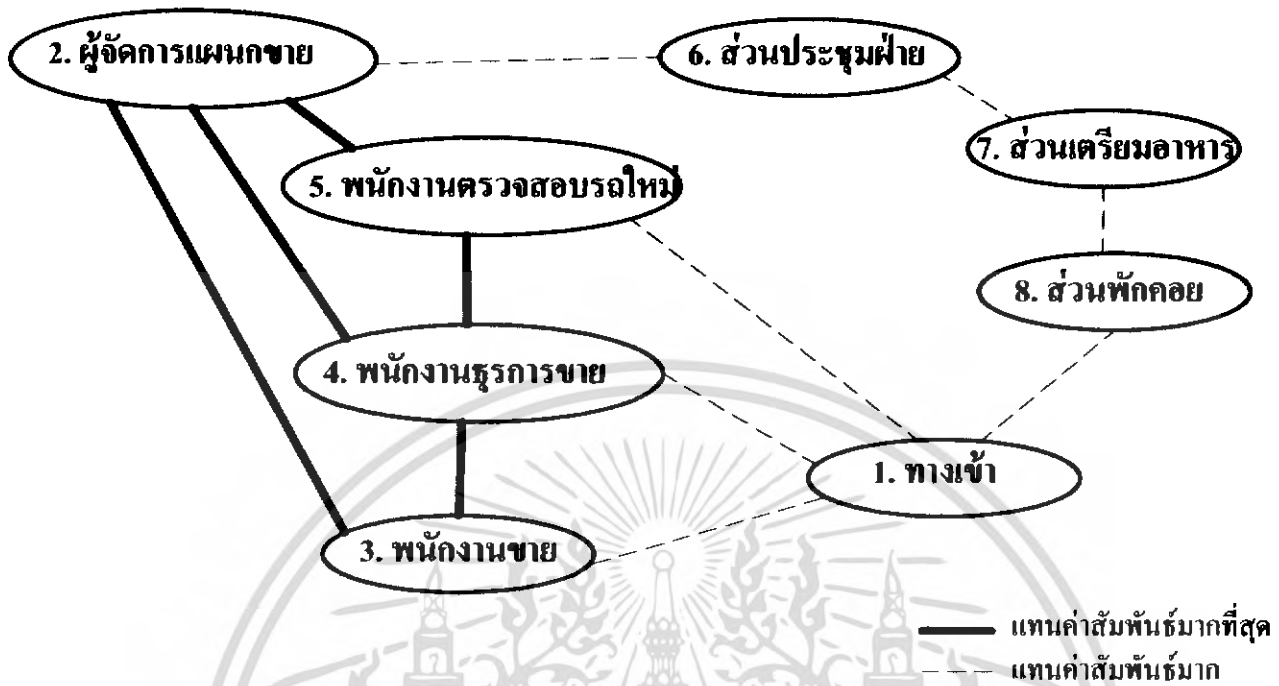 2. ผู้จัดการแผนกขาย
6. ส่วนประชุมฝ่าย
7. ส่วนเตรียมอาหาร
5. พนักงานตรวจสอบรถใหม่
8. ส่วนพักคอย
4. พนักงานธุรการขาย
1. ทางเข้า
3. พนักงานขาย
แทนค่าสัมพันธ์มากที่สุด
แทนค่าสัมพันธ์มาก